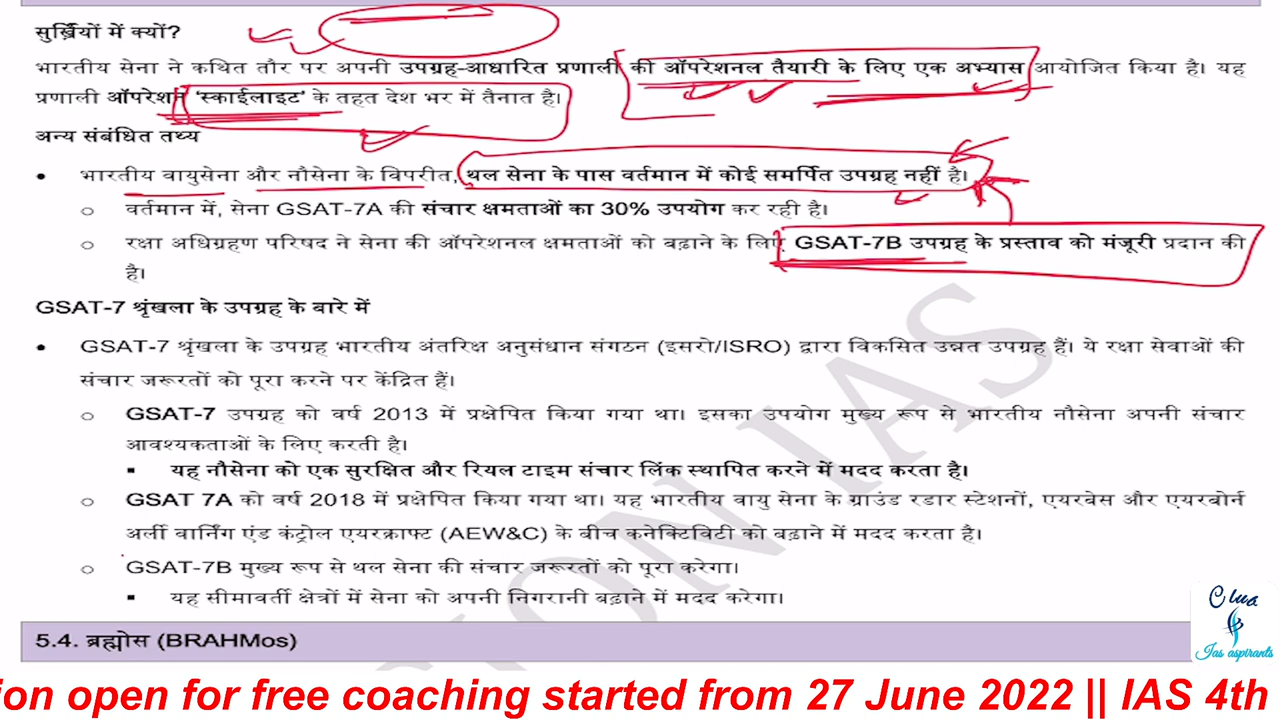 सुर्ख़ियों में क्यों?
भारतीय सेना ने कथित तौर पर अपनी उपग्रह-आधारित प्रणाली की ऑपरेशनल तैयारी के लिए एक अभ्यास आयोजित किया है। यह
प्रणाली ऑपरेशन 'स्काईलाइट' के तहत देश भर में तैनात है।
अन्य संबंधित तथ्य
• भारतीय वायुसेना और नौसेना के विपरीत, थल सेना के पास वर्तमान में कोई समर्पित उपग्रह नहीं है।
o वर्तमान में, सेना GSAT-7A की संचार क्षमताओं का 30% उपयोग कर रही है।
o रक्षा अधिग्रहण परिषद ने सेना की ऑपरेशनल क्षमताओं को बढ़ाने के लिए GSAT-7B उपग्रह के प्रस्ताव को मंजूरी प्रदान की
है।
GSAT-7 श्रृंखला के उपग्रह के बारे में
• GSAT-7 श्रृंखला के उपग्रह भारतीय अंतरिक्ष अनुसंधान संगठन (इसरो/ISRO) द्वारा विकसित उन्नत उपग्रह हैं। ये रक्षा सेवाओं की
संचार जरूरतों को पूरा करने पर केंद्रित हैं।
o GSAT-7 उपग्रह को वर्ष 2013 में प्रक्षेपित किया गया था। इसका उपयोग मुख्य रूप से भारतीय नौसेना अपनी संचार
आवश्यकताओं के लिए करती है।
▪ यह नौसेना को एक सुरक्षित और रियल टाइम संचार लिंक स्थापित करने में मदद करता है।
o GSAT 7A को वर्ष 2018 में प्रक्षेपित किया गया था। यह भारतीय वायु सेना के ग्राउंड रडार स्टेशनों, एयरबेस और एयरबोर्न
अर्ली वार्निंग एंड कंट्रोल एयरक्राफ्ट (AEW&C) के बीच कनेक्टिविटी को बढ़ाने में मदद करता है।
o GSAT-7B मुख्य रूप से थल सेना की संचार जरूरतों को पूरा करेगा।
▪ यह सीमावर्ती क्षेत्रों में सेना को अपनी निगरानी बढ़ाने में मदद करेगा।
ION IAS
5.4. ब्रह्मोस (BRAHMos)
Clue
Ias aspirants
ion open for free coaching started from 27 June 2022 || IAS 4th